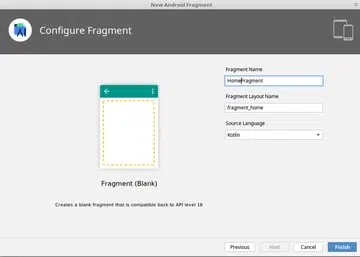 New Android Fragment
Configure Fragment
Fragment Name
HomeFragment
Fragment Layout Name
fragment_home
Source Language
Kotlin
Fragment (Blank)
Creates a blank fragment that is compatible back to API level 16
Previous
Next
Cancel
Finish